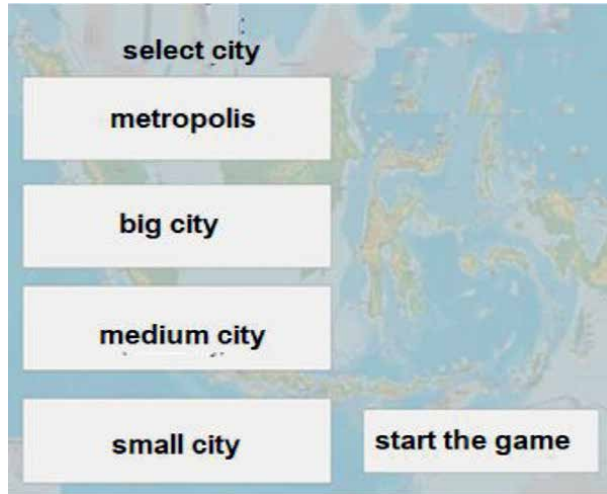 select city
metropolis
big city
medium city
small city
start the game